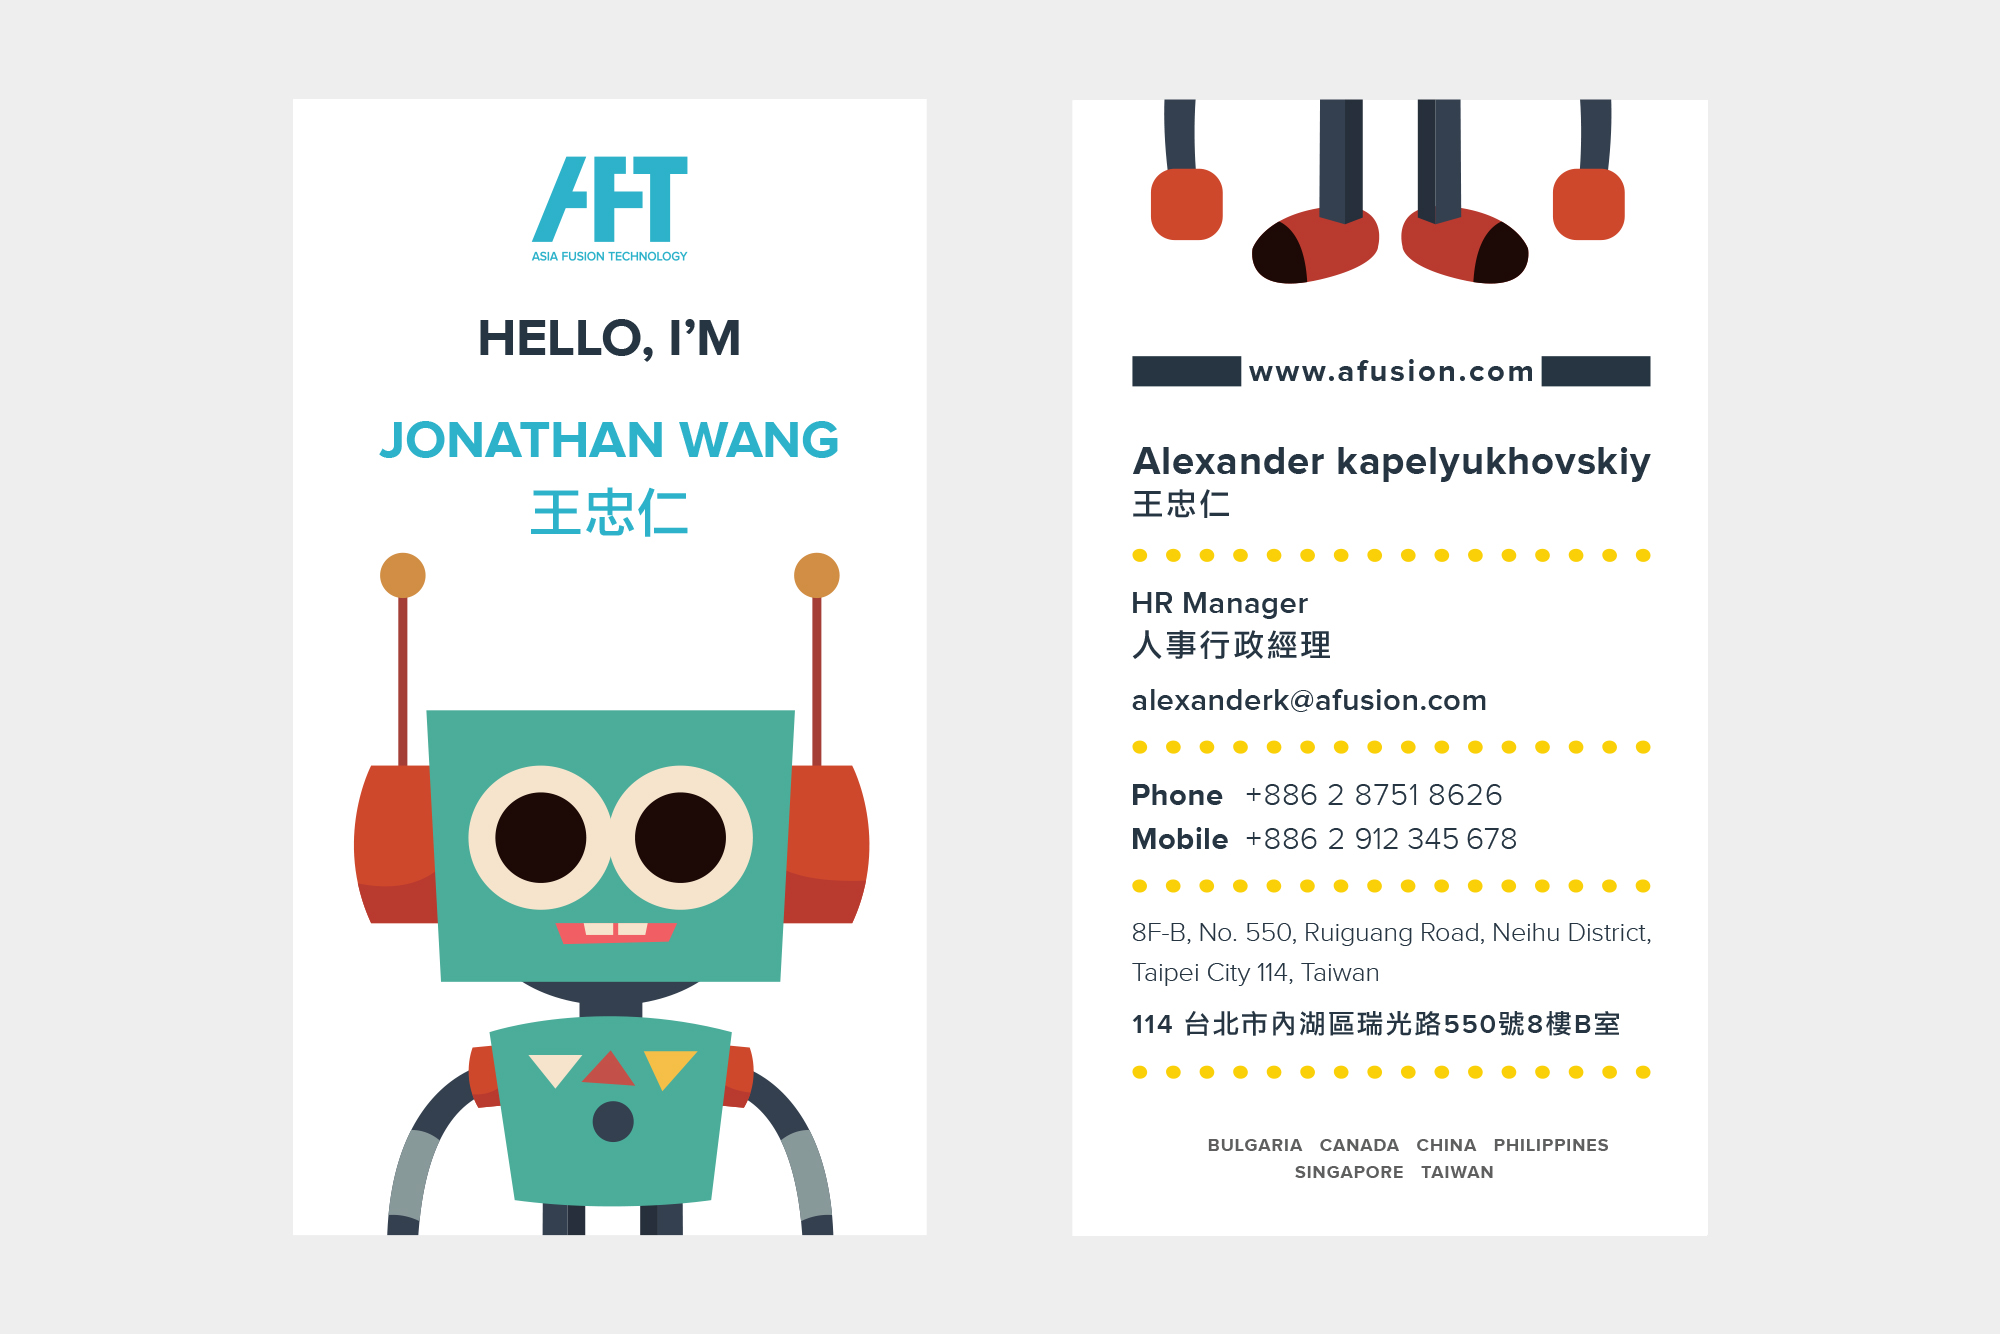 AFT
ASIA FUSION TECHNOLOGY
HELLO, I’M
JONATHAN WANG
王忠仁
www.afusion.com
Alexander kapelyukhovskiy
王忠仁
HR Manager
人事行政經理
alexanderk@afusion.com
Phone +886 2 8751 8626
Mobile +886 2 912 345 678
8F-B, No. 550, Ruiguang Road, Neihu District,
Taipei City 114, Taiwan
114 台北市內湖區瑞光路550號8樓B室
BULGARIA CANADA CHINA PHILIPPINES
SINGAPORE TAIWAN